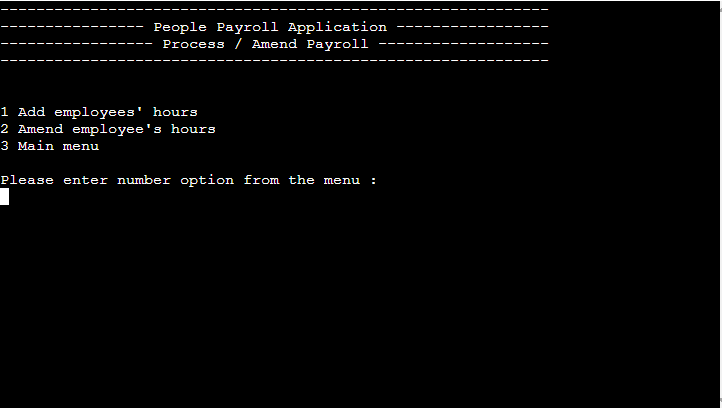 -------------------------------------------------------------
---------------- People Payroll Application -----------------
----------------- Process / Amend Payroll -------------------
-------------------------------------------------------------
1 Add employees' hours
2 Amend employee's hours
3 Main menu
Please enter number option from the menu :